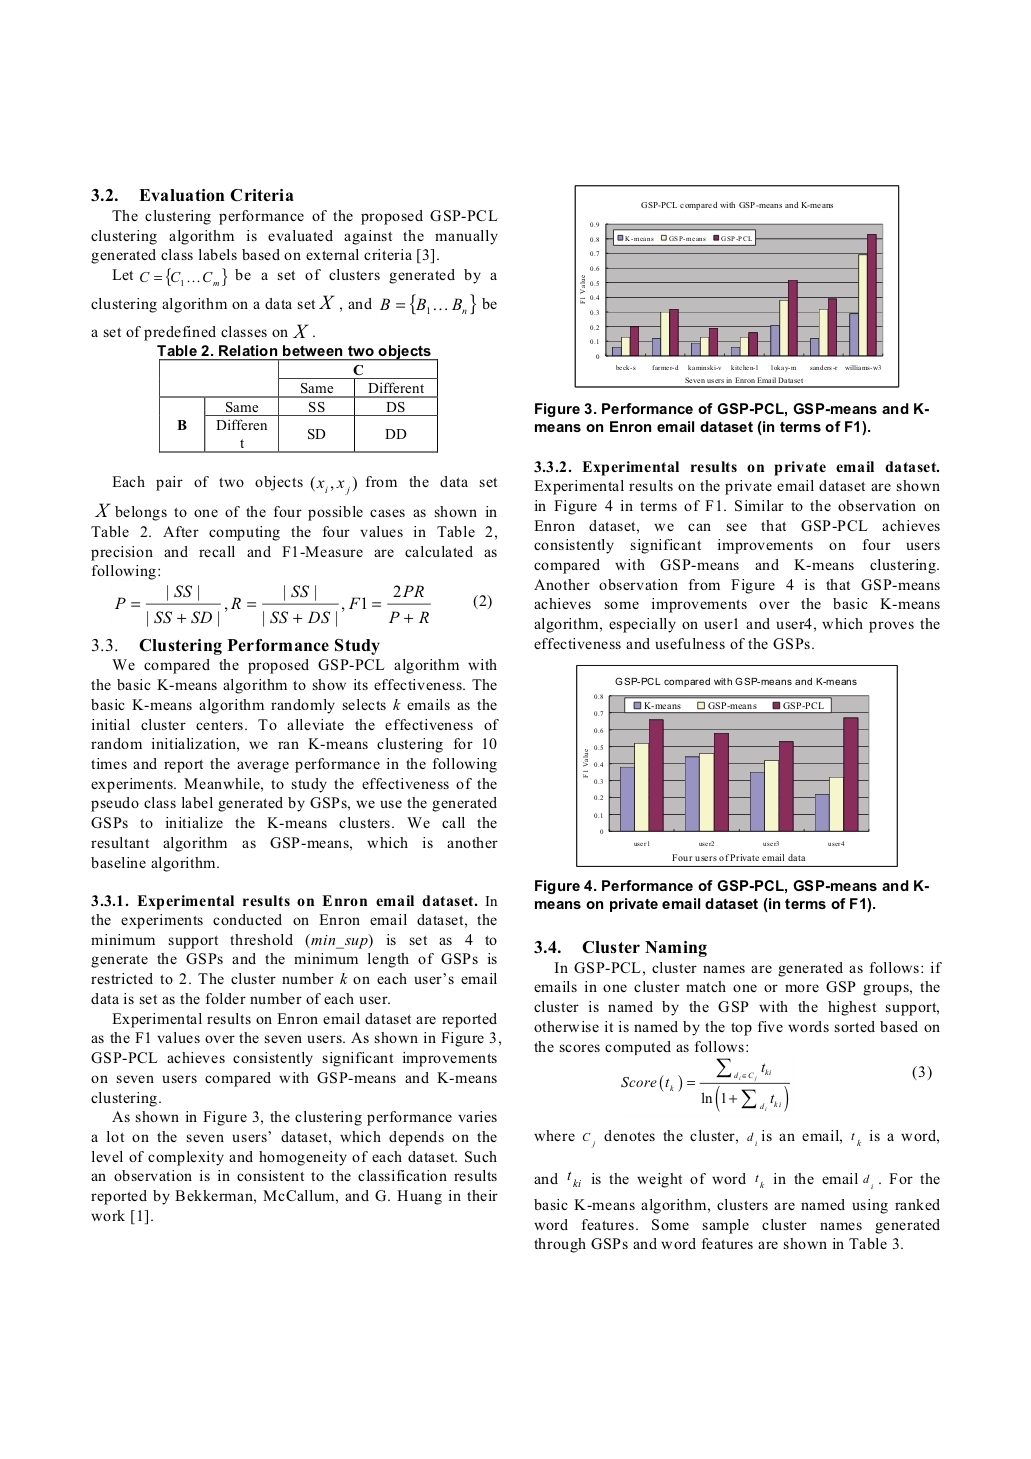 3.2. Evaluation Criteria
The clustering performance of the proposed GSP-PCL
clustering algorithm is evaluated against the manually
generated class labels based on external criteria [3].
Let C = {C1 … Cm} be a set of clusters generated by a
clustering algorithm on a data set X , and B = {B1 … Bn} be
a set of predefined classes on X .
Table 2. Relation between two objects
C
Same Different
B
Same SS DS
Differen
t SD DD
Each pair of two objects (xi, xj) from the data set
X belongs to one of the four possible cases as shown in
Table 2. After computing the four values in Table 2,
precision and recall and F1-Measure are calculated as
following:
P = | SS | / | SS + SD | , R = | SS | / | SS + DS | , F1 = 2PR / P + R (2)
3.3. Clustering Performance Study
We compared the proposed GSP-PCL algorithm with
the basic K-means algorithm to show its effectiveness. The
basic K-means algorithm randomly selects k emails as the
initial cluster centers. To alleviate the effectiveness of
random initialization, we ran K-means clustering for 10
times and report the average performance in the following
experiments. Meanwhile, to study the effectiveness of the
pseudo class label generated by GSPs, we use the generated
GSPs to initialize the K-means clusters. We call the
resultant algorithm as GSP-means, which is another
baseline algorithm.
3.3.1. Experimental results on Enron email dataset. In
the experiments conducted on Enron email dataset, the
minimum support threshold (min_sup) is set as 4 to
generate the GSPs and the minimum length of GSPs is
restricted to 2. The cluster number k on each user's email
data is set as the folder number of each user.
Experimental results on Enron email dataset are reported
as the F1 values over the seven users. As shown in Figure 3,
GSP-PCL achieves consistently significant improvements
on seven users compared with GSP-means and K-means
clustering.
As shown in Figure 3, the clustering performance varies
a lot on the seven users' dataset, which depends on the
level of complexity and homogeneity of each dataset. Such
an observation is in consistent to the classification results
reported by Bekkerman, McCallum, and G. Huang in their
work [1].
GSP-PCL compared with GSP-means and K-means
0.9
0.8
0.7
0.6
0.5
0.4
0.3
0.2
0.1
0
F1 Value
K-means GSP-means GSP-PCL
beck-s farmer-d kaminski-v kitchen-l lokay-m sanders-r williams-w3
Seven users in Enron Email Dataset
Figure 3. Performance of GSP-PCL, GSP-means and K-
means on Enron email dataset (in terms of F1).
3.3.2. Experimental results on private email dataset.
Experimental results on the private email dataset are shown
in Figure 4 in terms of F1. Similar to the observation on
Enron dataset, we can see that GSP-PCL achieves
consistently significant improvements on four users
compared with GSP-means and K-means clustering.
Another observation from Figure 4 is that GSP-means
achieves some improvements over the basic K-means
algorithm, especially on user1 and user4, which proves the
effectiveness and usefulness of the GSPs.
GSP-PCL compared with GSP-means and K-means
0.8
0.7
0.6
0.5
0.4
0.3
0.2
0.1
0
F1 Value
K-means GSP-means GSP-PCL
user1 user2 user3 user4
Four users of Private email data
Figure 4. Performance of GSP-PCL, GSP-means and K-
means on private email dataset (in terms of F1).
3.4. Cluster Naming
In GSP-PCL, cluster names are generated as follows: if
emails in one cluster match one or more GSP groups, the
cluster is named by the GSP with the highest support,
otherwise it is named by the top five words sorted based on
the scores computed as follows:
Score(tk) = ∑di∈Cj tki / ln(1 + ∑di tki) (3)
where Cj denotes the cluster, di is an email, tk is a word,
and tki is the weight of word tk in the email di . For the
basic K-means algorithm, clusters are named using ranked
word features. Some sample cluster names generated
through GSPs and word features are shown in Table 3.